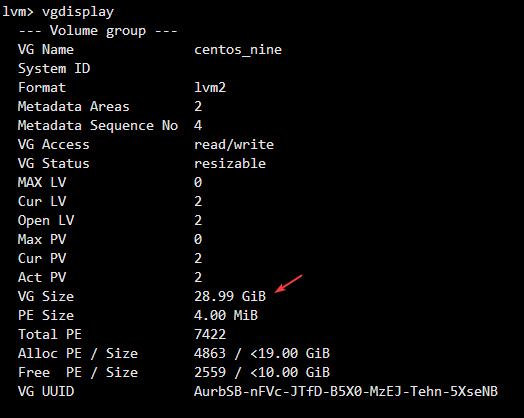 lvm> vgdisplay
--- Volume group ---
VG Name centos_nine
System ID
Format lvm2
Metadata Areas 2
Metadata Sequence No 4
VG Access read/write
VG Status resizable
MAX LV 0
Cur LV 2
Open LV 2
Max PV 0
Cur PV 2
Act PV 2
VG Size 28.99 GiB
PE Size 4.00 MiB
Total PE 7422
Alloc PE / Size 4863 / <19.00 GiB
Free PE / Size 2559 / <10.00 GiB
VG UUID AurbSB-nFVc-JTfD-B5X0-MzEJ-Tehn-5XseNB